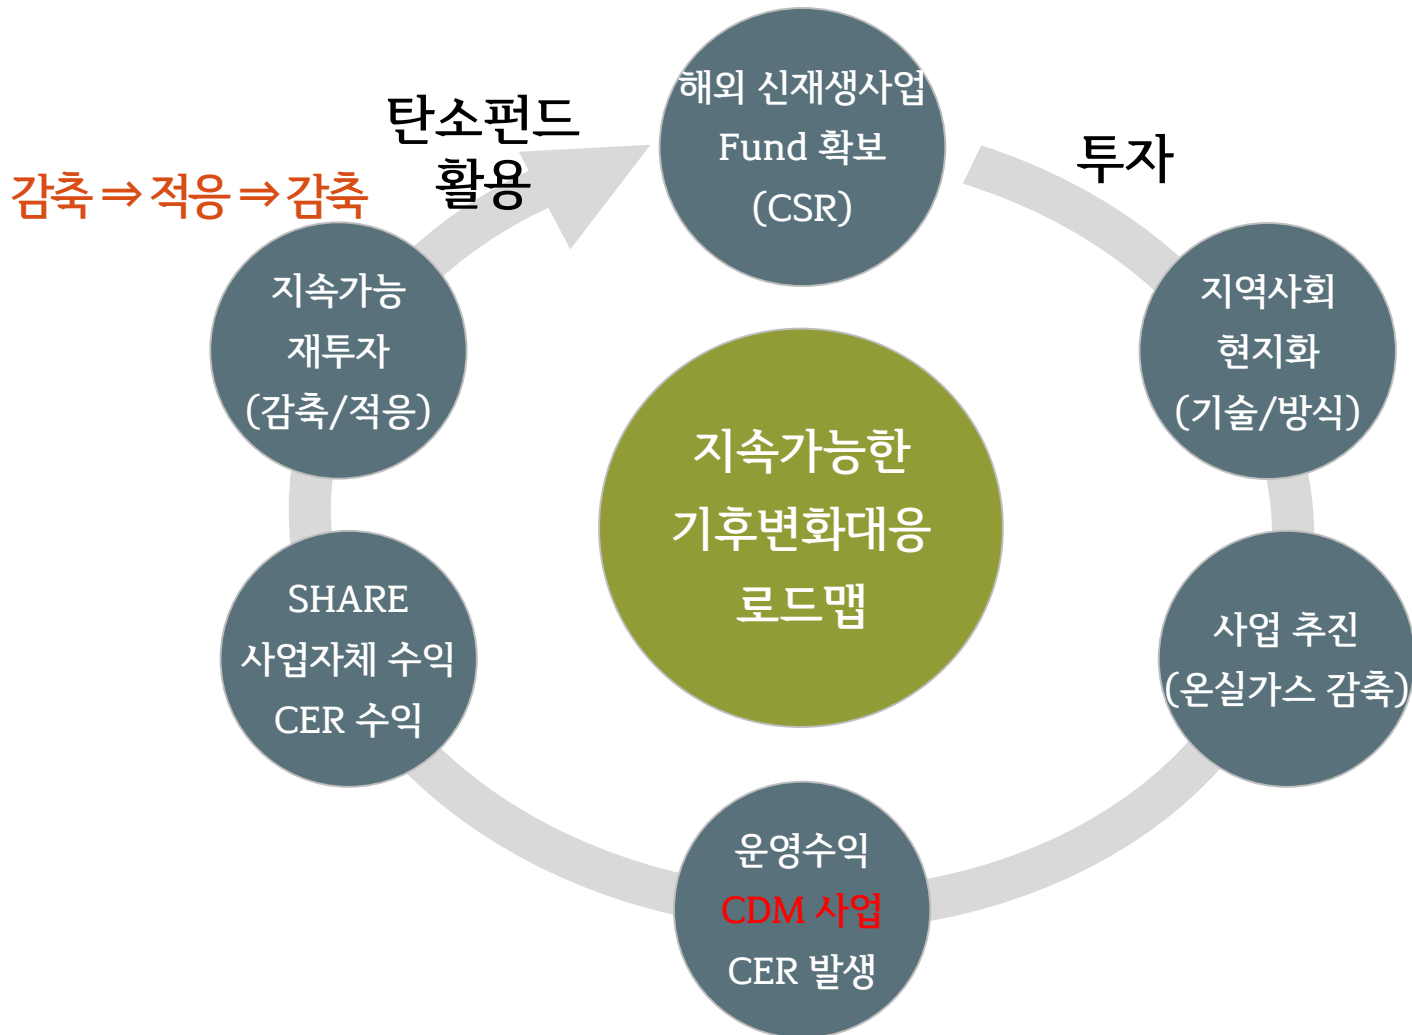 해외 신재생사업
Fund 확보
(CSR)
투자
지역사회
현지화
(기술/방식)
사업 추진
(온실가스 감축)
운영수익
CDM 사업
CER 발생
SHARE
사업자체 수익
CER 수익
지속가능
재투자
(감축/적응)
감축 ⇒ 적응 ⇒ 감축
탄소펀드
활용
지속가능한
기후변화대응
로드맵